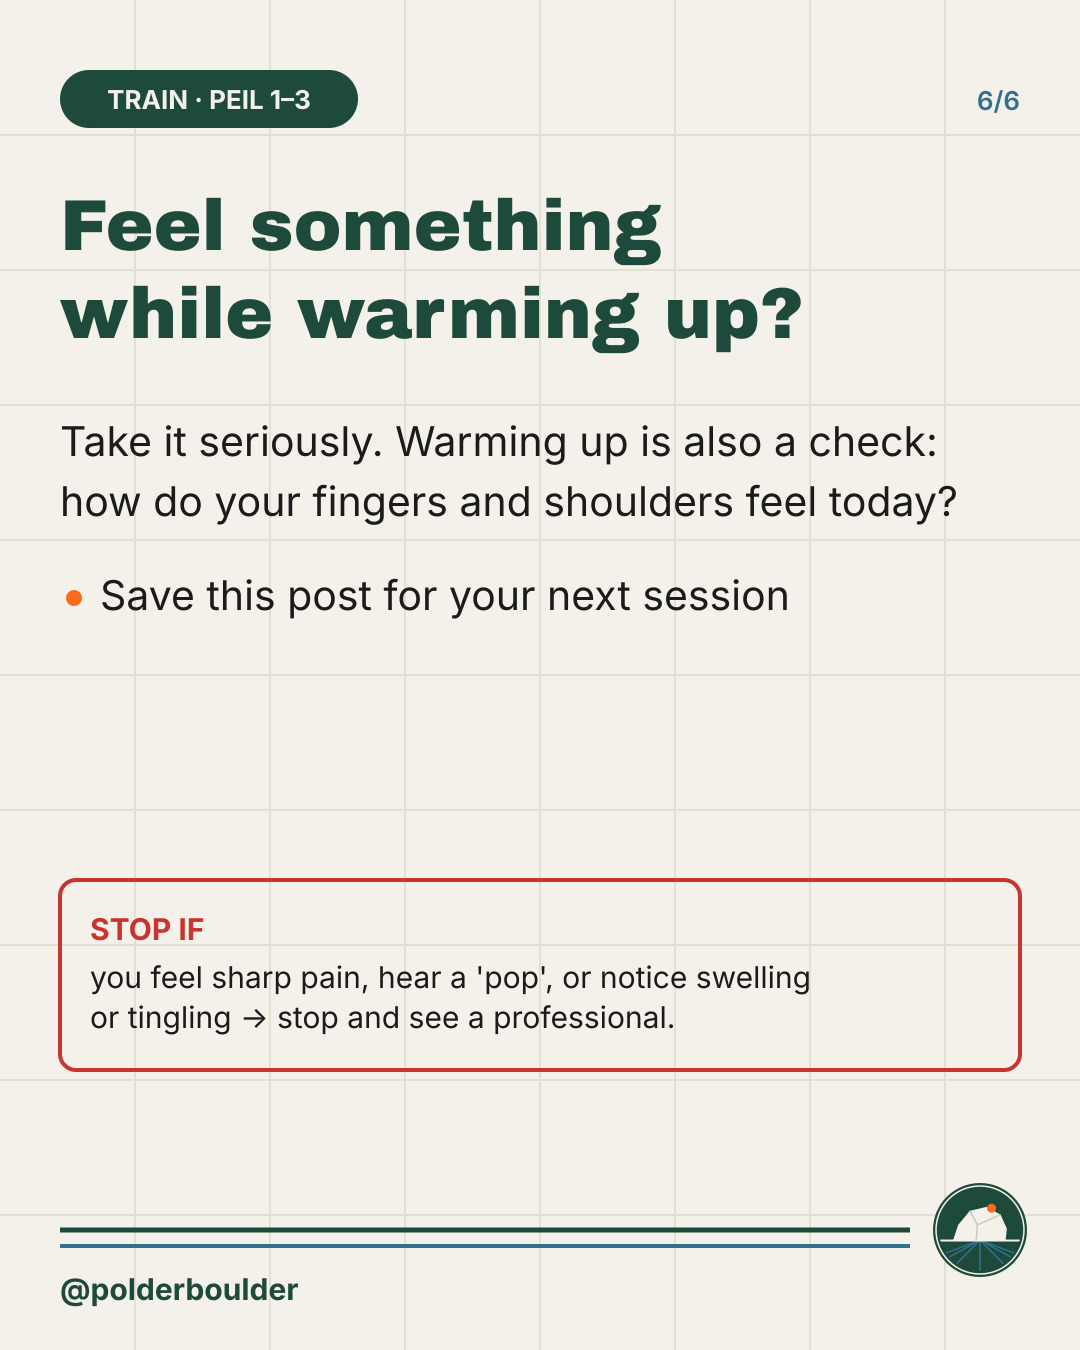 TRAIN · PEIL 1–3
6/6
Feel something
while warming up?
Take it seriously. Warming up is also a check:
how do your fingers and shoulders feel today?
• Save this post for your next session
STOP IF
you feel sharp pain, hear a 'pop', or notice swelling
or tingling → stop and see a professional.
@polderboulder